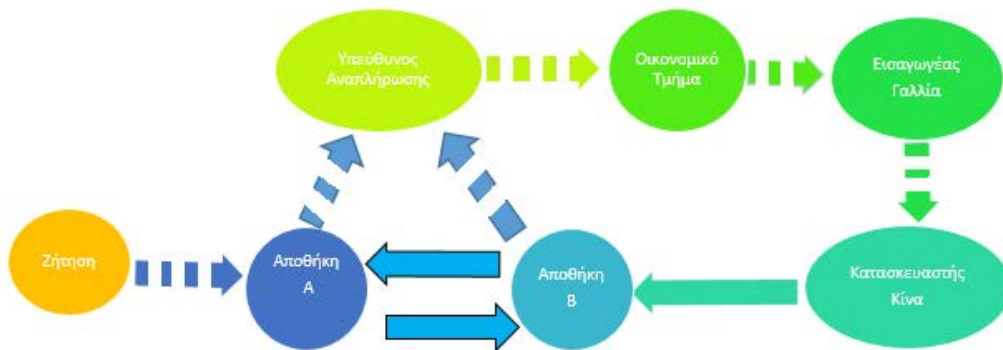 Υπεύθυνος
Αναπλήρωσης
Οικονομικό
Τμήμα
Εισαγωγέας
Γαλλία
Ζήτηση
Αποθήκη
Α
Αποθήκη
Β
Κατασκευαστής
Κίνα